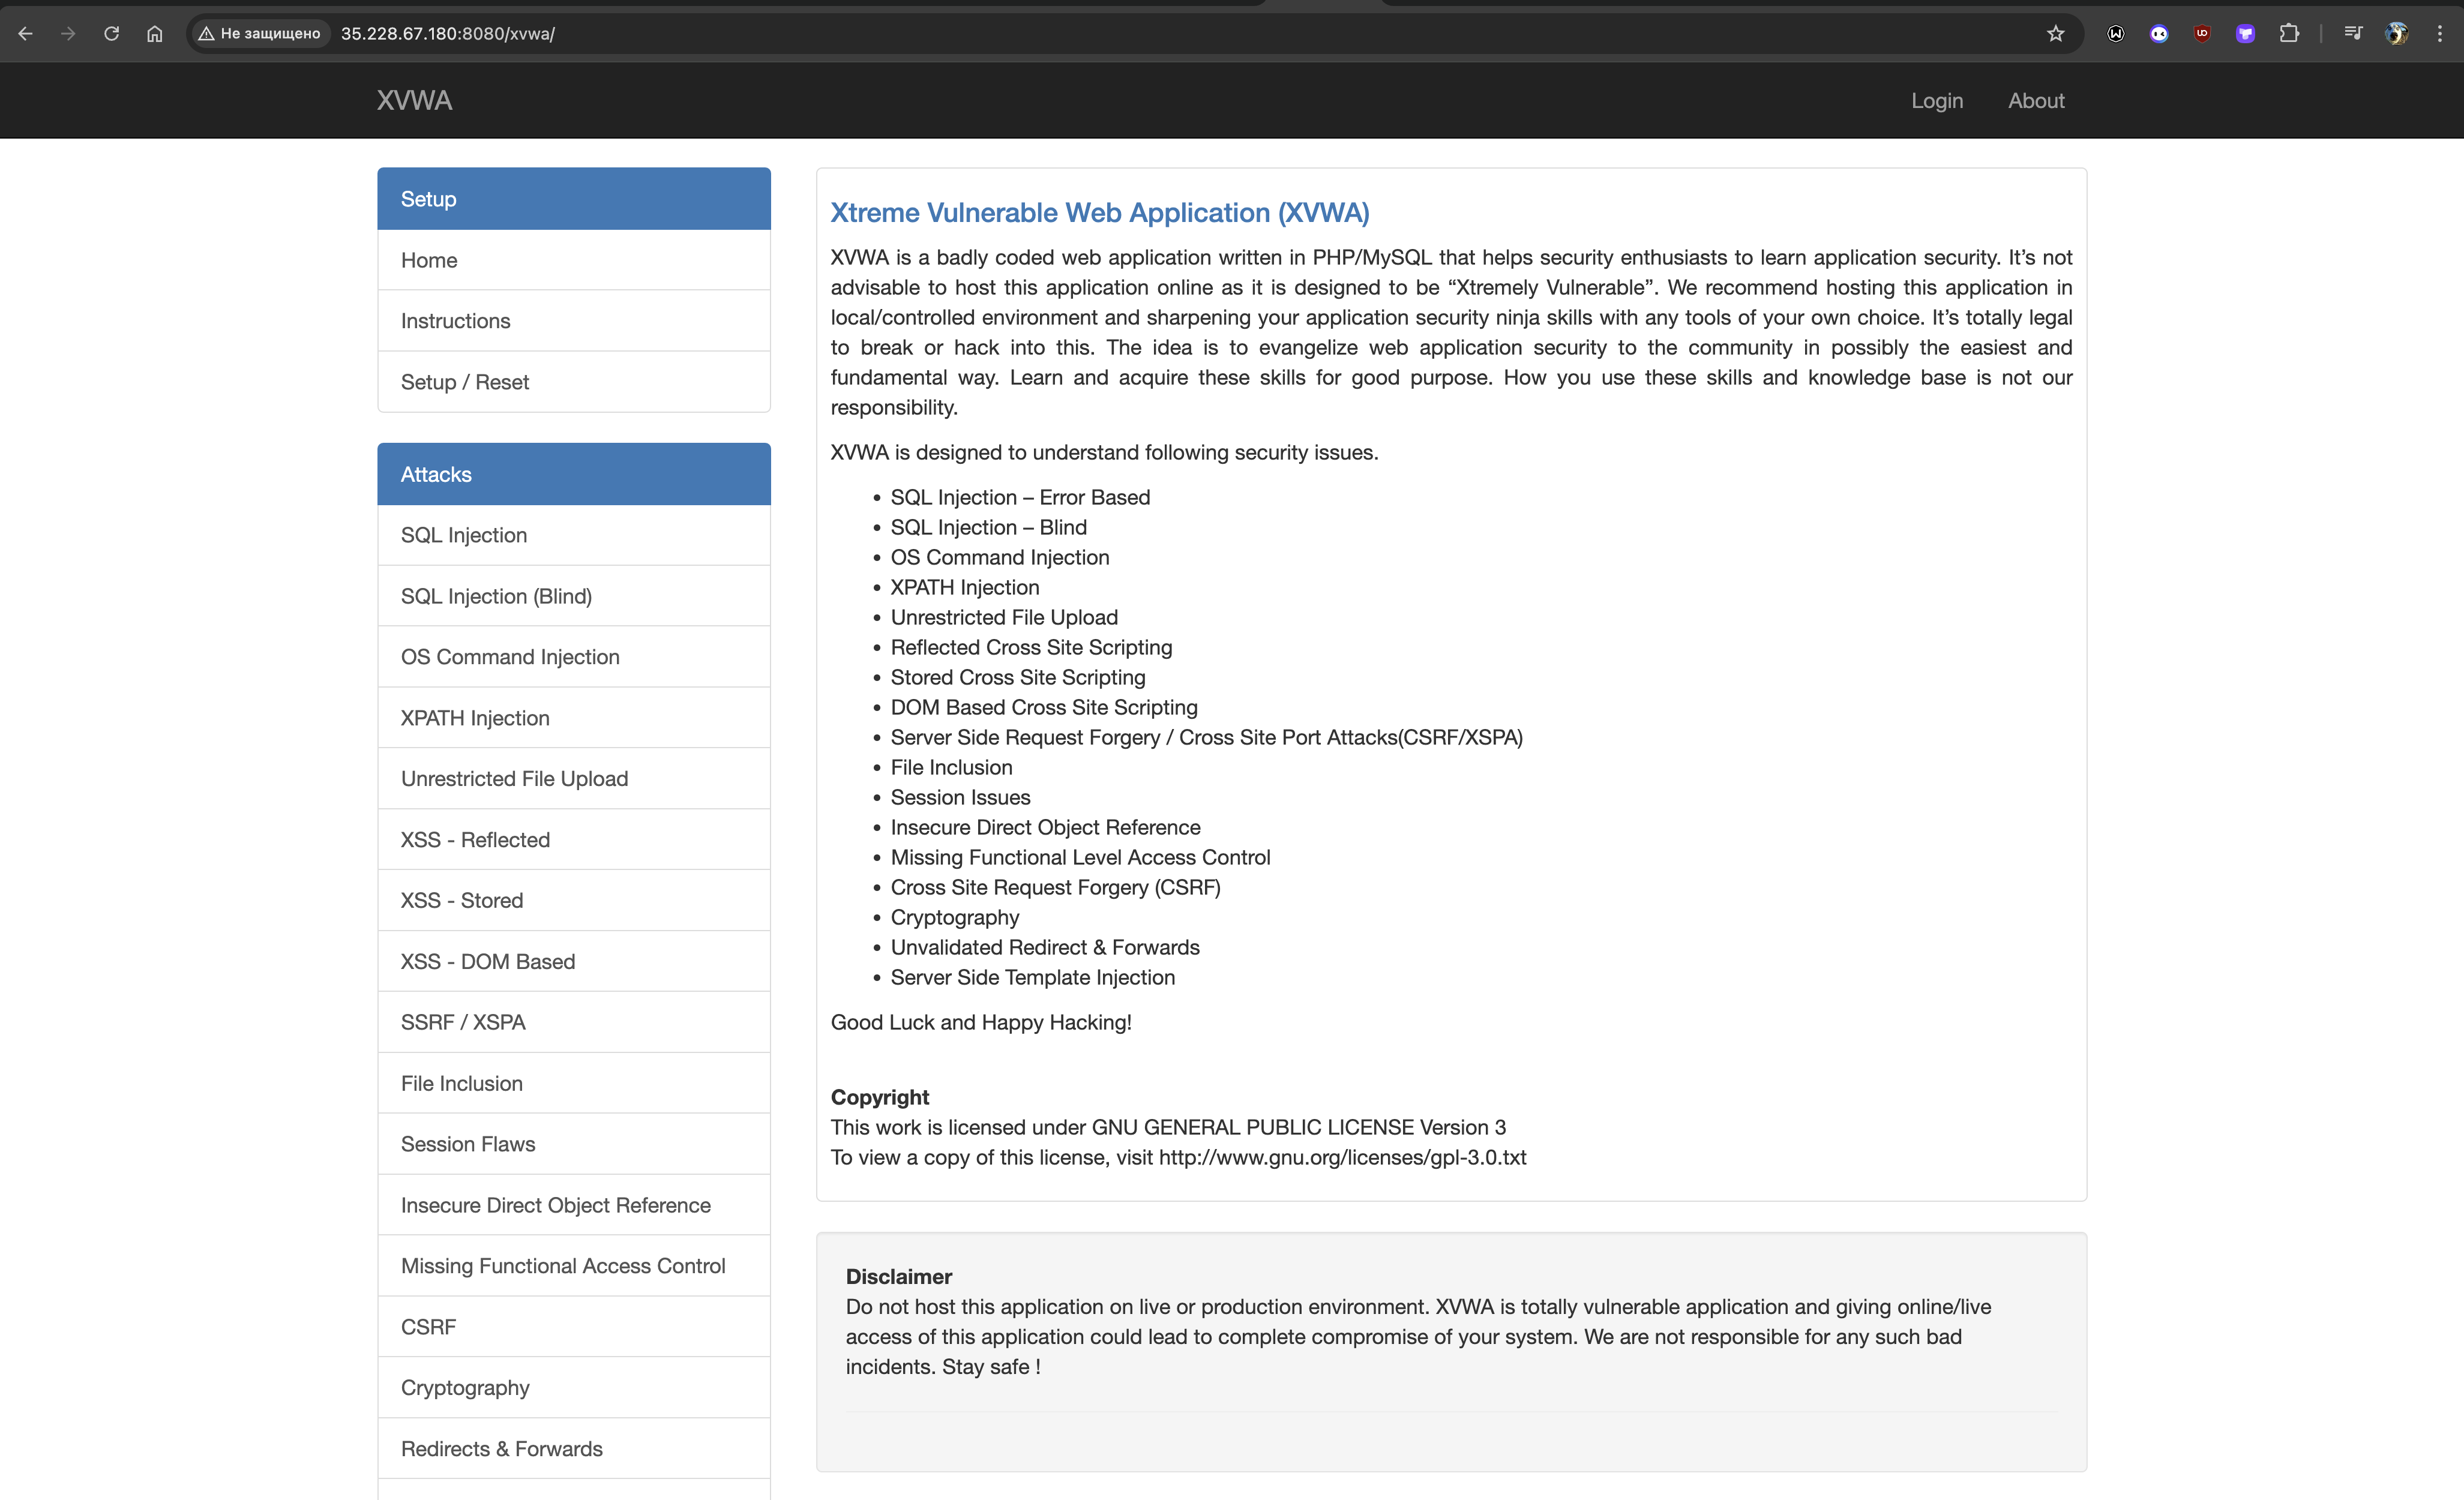 Не защищено
35.228.67.180:8080/xvwa/
XVWA
Login
About
Setup
Home
Instructions
Setup / Reset
Attacks
SQL Injection
SQL Injection (Blind)
OS Command Injection
XPATH Injection
Unrestricted File Upload
XSS - Reflected
XSS - Stored
XSS - DOM Based
SSRF / XSPA
File Inclusion
Session Flaws
Insecure Direct Object Reference
Missing Functional Access Control
CSRF
Cryptography
Redirects & Forwards
Xtreme Vulnerable Web Application (XVWA)
XVWA is a badly coded web application written in PHP/MySQL that helps security enthusiasts to learn application security. It’s not
advisable to host this application online as it is designed to be “Xtremely Vulnerable”. We recommend hosting this application in
local/controlled environment and sharpening your application security ninja skills with any tools of your own choice. It’s totally legal
to break or hack into this. The idea is to evangelize web application security to the community in possibly the easiest and
fundamental way. Learn and acquire these skills for good purpose. How you use these skills and knowledge base is not our
responsibility.
XVWA is designed to understand following security issues.
• SQL Injection – Error Based
• SQL Injection – Blind
• OS Command Injection
• XPATH Injection
• Unrestricted File Upload
• Reflected Cross Site Scripting
• Stored Cross Site Scripting
• DOM Based Cross Site Scripting
• Server Side Request Forgery / Cross Site Port Attacks(CSRF/XSPA)
• File Inclusion
• Session Issues
• Insecure Direct Object Reference
• Missing Functional Level Access Control
• Cross Site Request Forgery (CSRF)
• Cryptography
• Unvalidated Redirect & Forwards
• Server Side Template Injection
Good Luck and Happy Hacking!
Copyright
This work is licensed under GNU GENERAL PUBLIC LICENSE Version 3
To view a copy of this license, visit http://www.gnu.org/licenses/gpl-3.0.txt
Disclaimer
Do not host this application on live or production environment. XVWA is totally vulnerable application and giving online/live
access of this application could lead to complete compromise of your system. We are not responsible for any such bad
incidents. Stay safe !